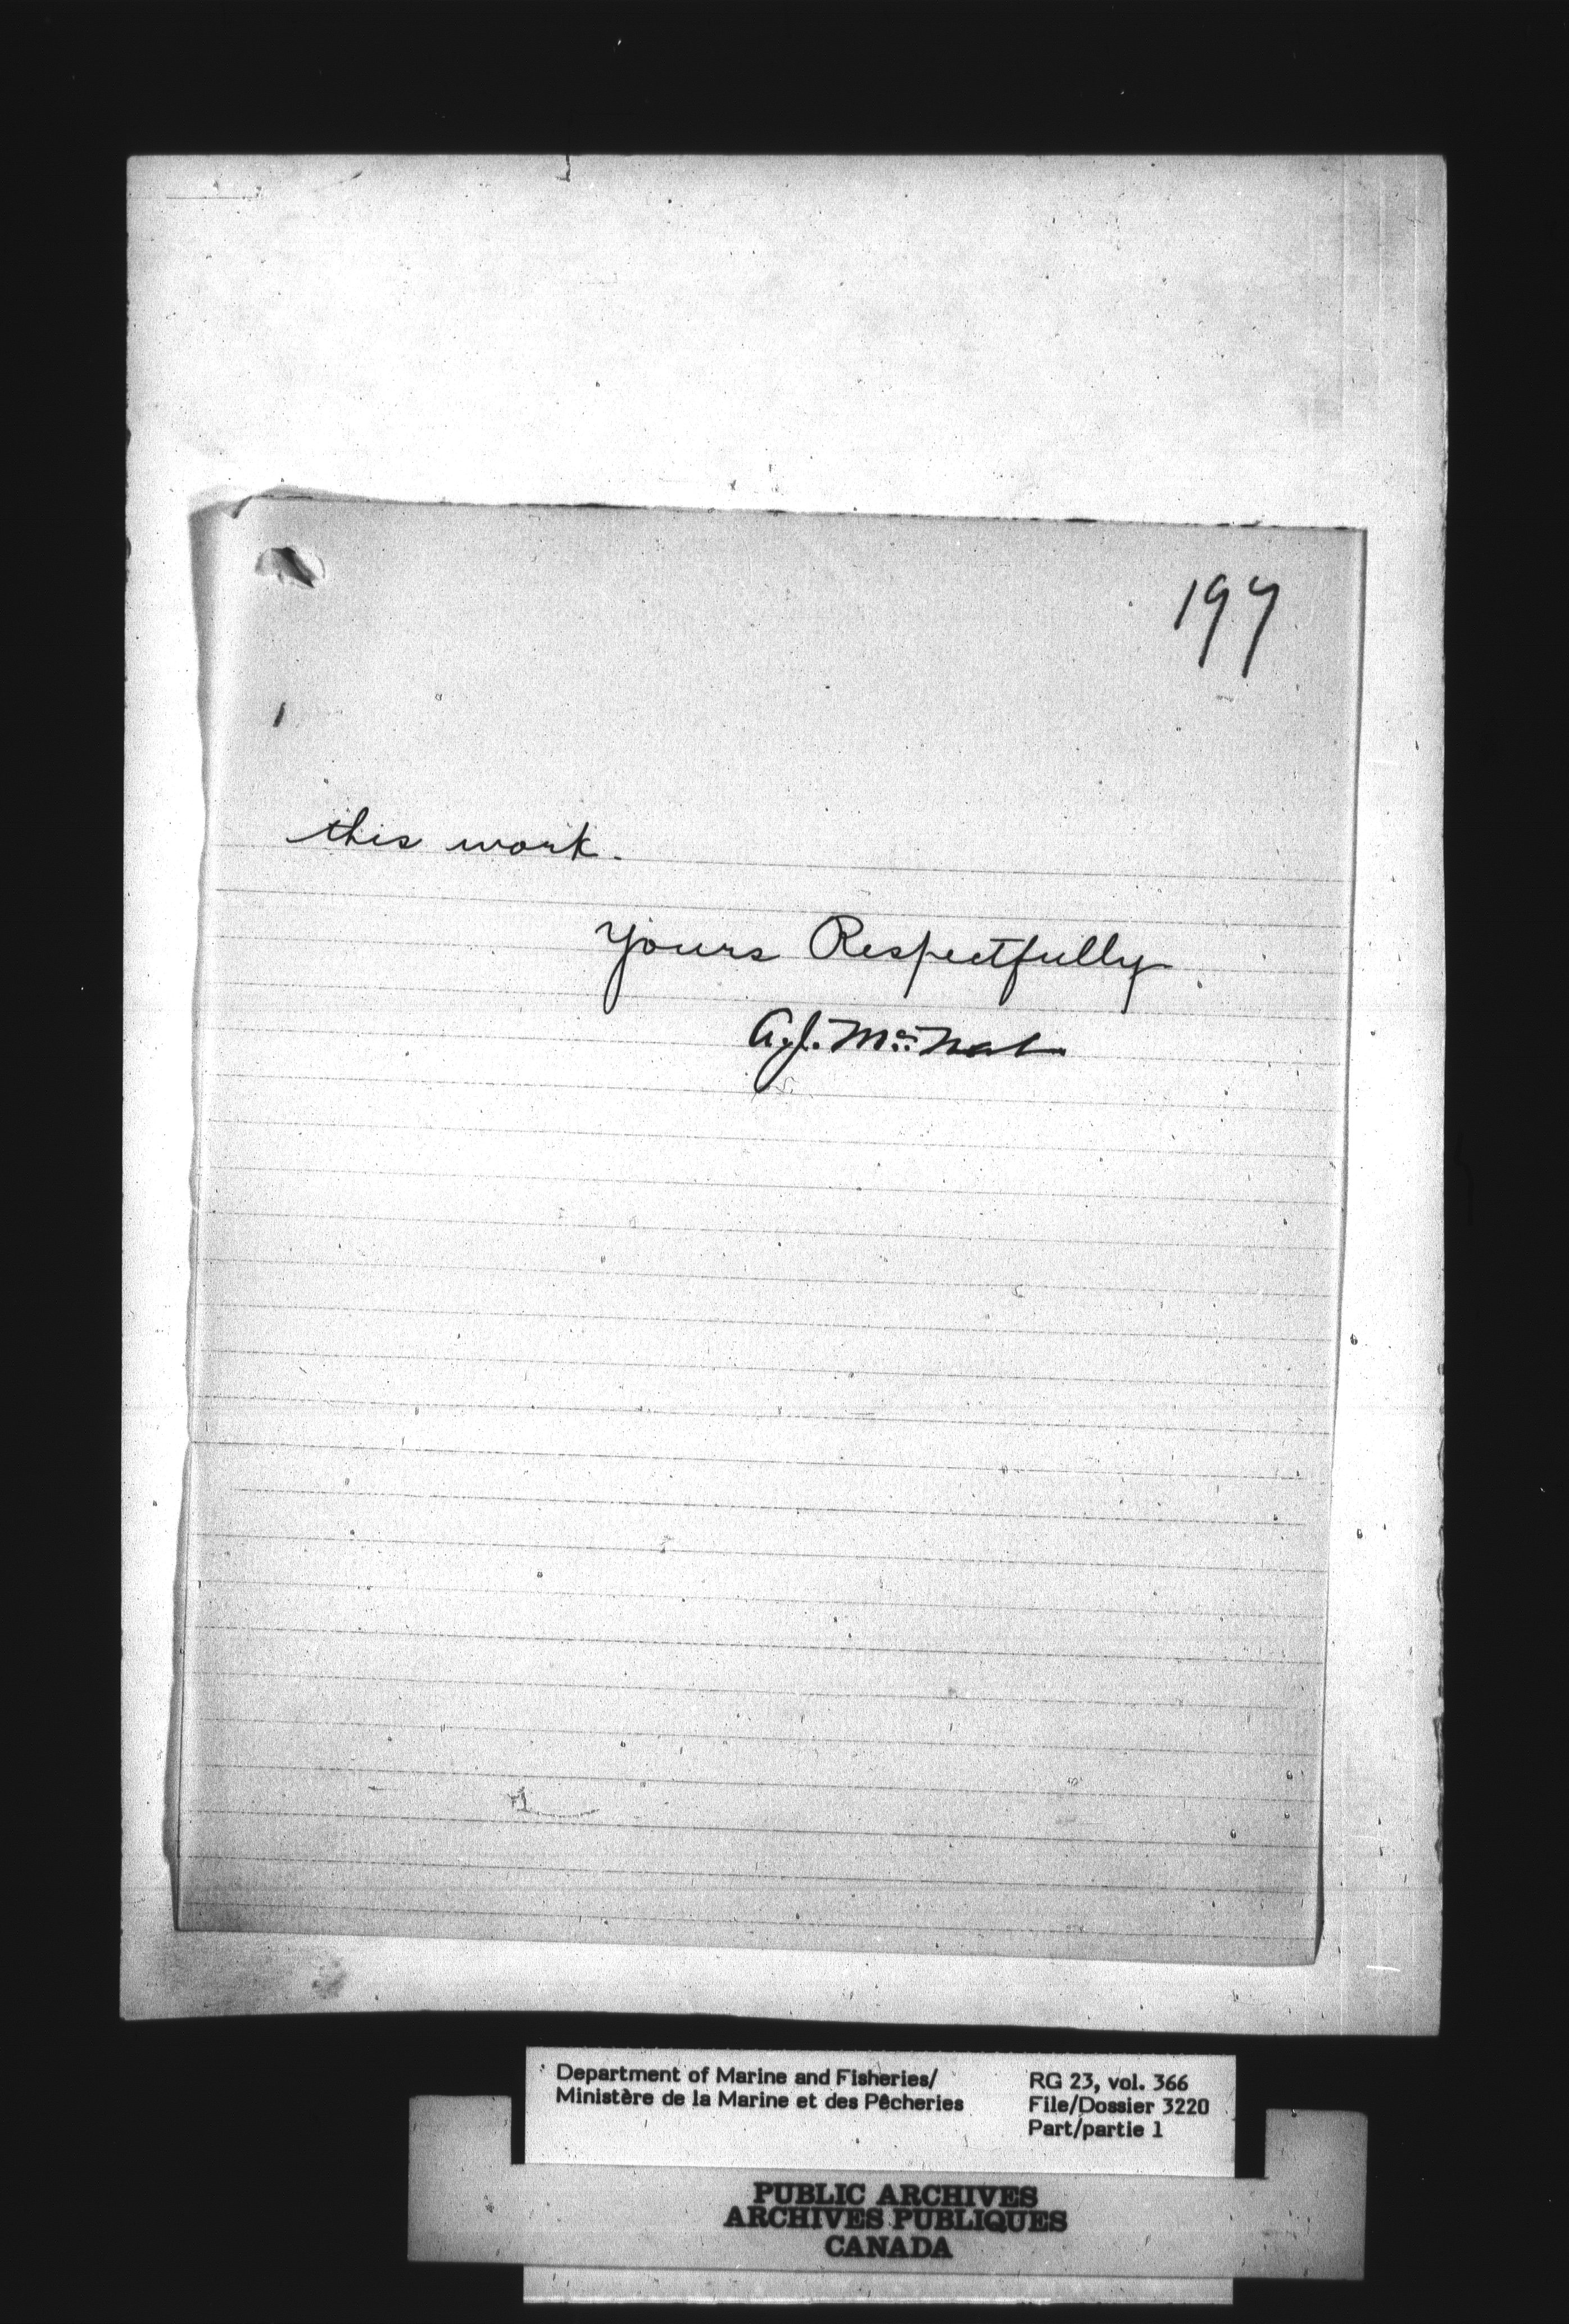 197
this work.
Yours Respectfully
A.J. McNab
Department of Marine and Fisheries/
Ministère de la Marine et des Pêcheries
RG 23, vol. 366
File/Dossier 3220
Part/partie 1
PUBLIC ARCHIVES
ARCHIVES PUBLIQUES
CANADA